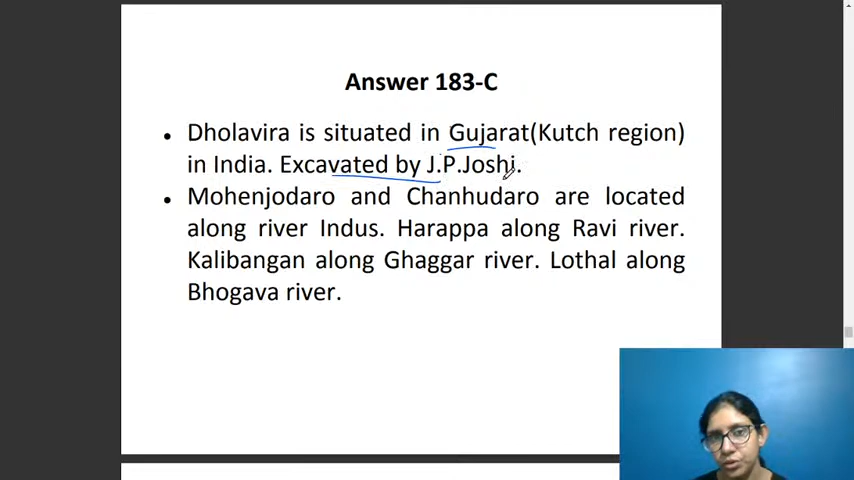 Answer 183-C
• Dholavira is situated in Gujarat(Kutch region)
in India. Excavated by J.P.Joshi.
• Mohenjodaro and Chanhudaro are located
along river Indus. Harappa along Ravi river.
Kalibangan along Ghaggar river. Lothal along
Bhogava river.